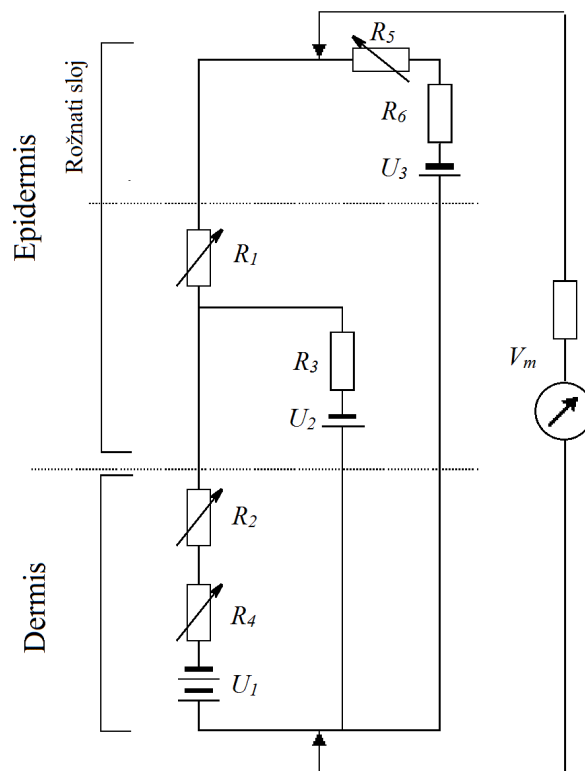 R5
R6
U3
Rožnati sloj
Epidermis
R1
R3
Vm
U2
R2
Dermis
R4
U1